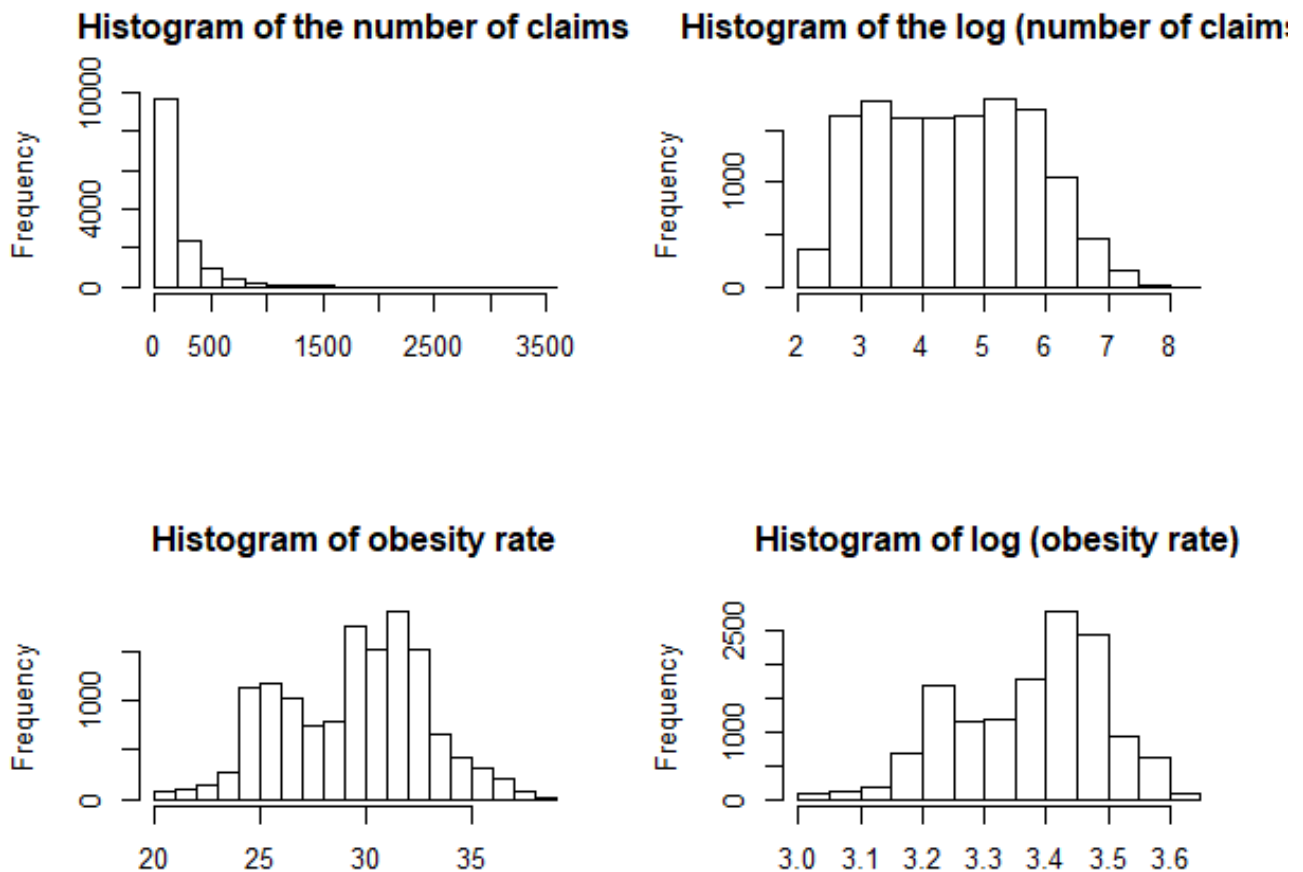 Histogram of the number of claims
Frequency
0 4000 10000
0 500 1500 2500 3500
Histogram of the log (number of claims
Frequency
0 1000
2 3 4 5 6 7 8
Histogram of obesity rate
Frequency
0 1000
20 25 30 35
Histogram of log (obesity rate)
Frequency
0 1000 2500
3.0 3.1 3.2 3.3 3.4 3.5 3.6